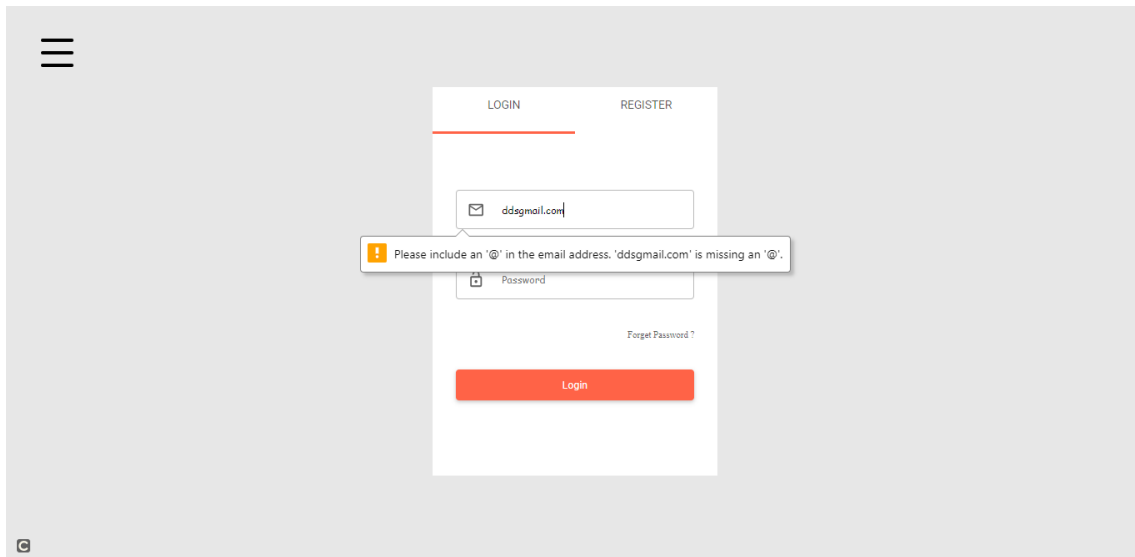 LOGIN REGISTER
ddsgmail.com
Please include an '@' in the email address. 'ddsgmail.com' is missing an '@'.
Password
Forget Password ?
Login
C